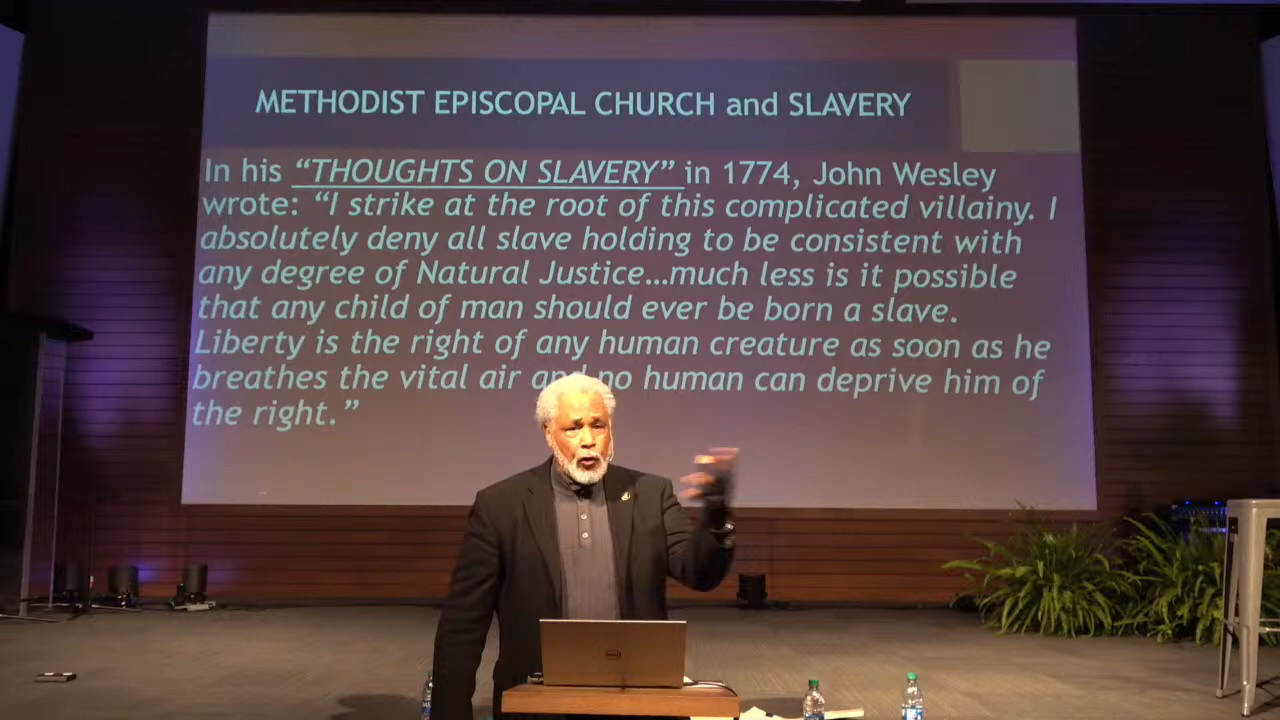 METHODIST EPISCOPAL CHURCH and SLAVERY
In his “THOUGHTS ON SLAVERY” in 1774, John Wesley
wrote: “I strike at the root of this complicated villainy. I
absolutely deny all slave holding to be consistent with
any degree of Natural Justice...much less is it possible
that any child of man should ever be born a slave.
Liberty is the right of any human creature as soon as he
breathes the vital air and no human can deprive him of
the right.”
DELL